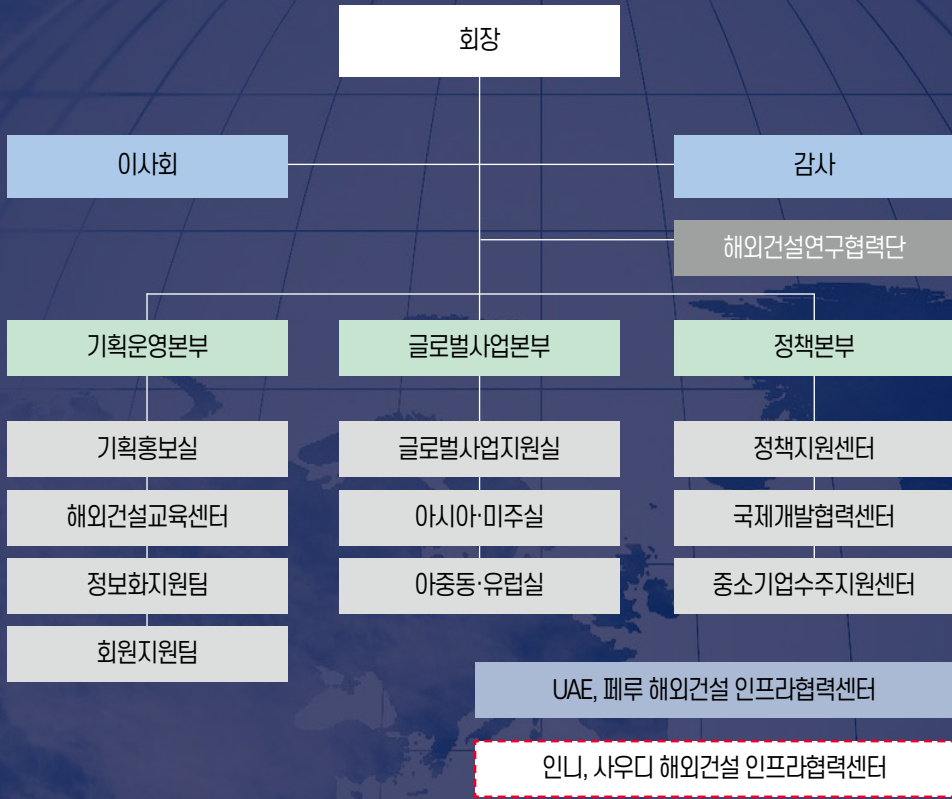 회장
이사회
감사
해외건설연구협력단
기획운영본부
글로벌사업본부
정책본부
기획홍보실
글로벌사업지원실
정책지원센터
해외건설교육센터
아시아·미주실
국제개발협력센터
정보화지원팀
아중동·유럽실
중소기업수주지원센터
회원지원팀
UAE, 페루 해외건설 인프라협력센터
인니, 사우디 해외건설 인프라협력센터